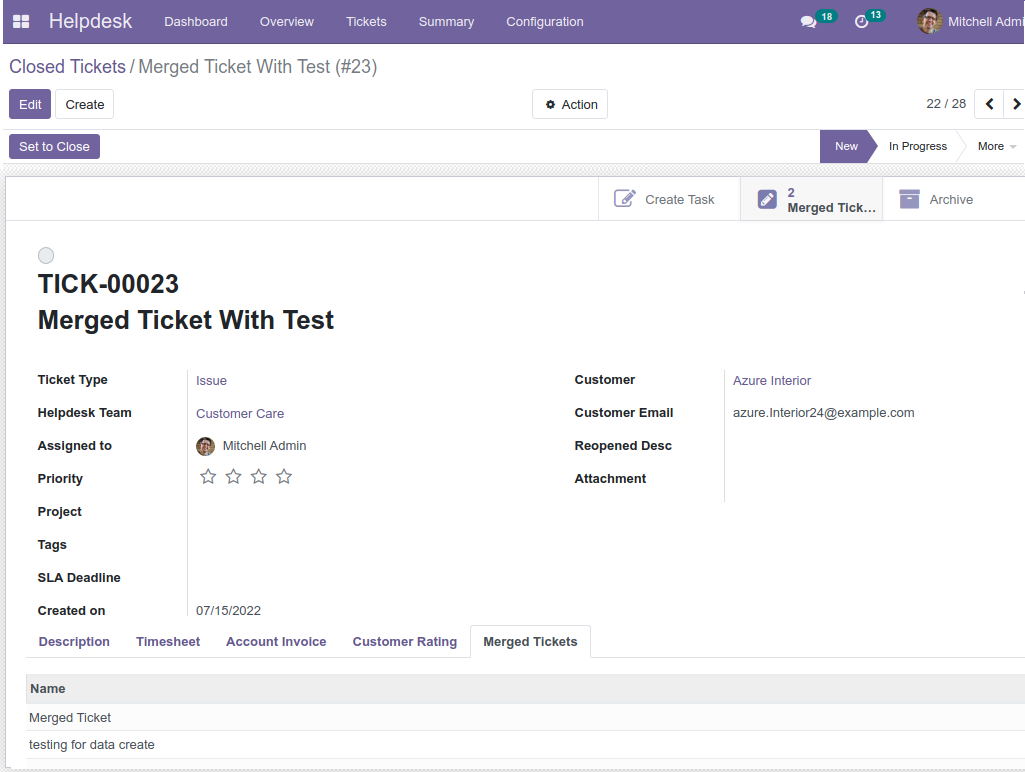 Helpdesk Dashboard Overview Tickets Summary Configuration 18 13 Mitchell Admi
Closed Tickets / Merged Ticket With Test (#23)
Edit Create Action 22 / 28
Set to Close New In Progress More
Create Task 2 Merged Tick... Archive
TICK-00023
Merged Ticket With Test
Ticket Type Issue Customer Azure Interior
Helpdesk Team Customer Care Customer Email azure.Interior24@example.com
Assigned to Mitchell Admin Reopened Desc
Priority Attachment
Project
Tags
SLA Deadline
Created on 07/15/2022
Description Timesheet Account Invoice Customer Rating Merged Tickets
Name
Merged Ticket
testing for data create